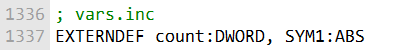 1336 ; vars.inc
1337 EXTERNDEF count:DWORD, SYM1:ABS